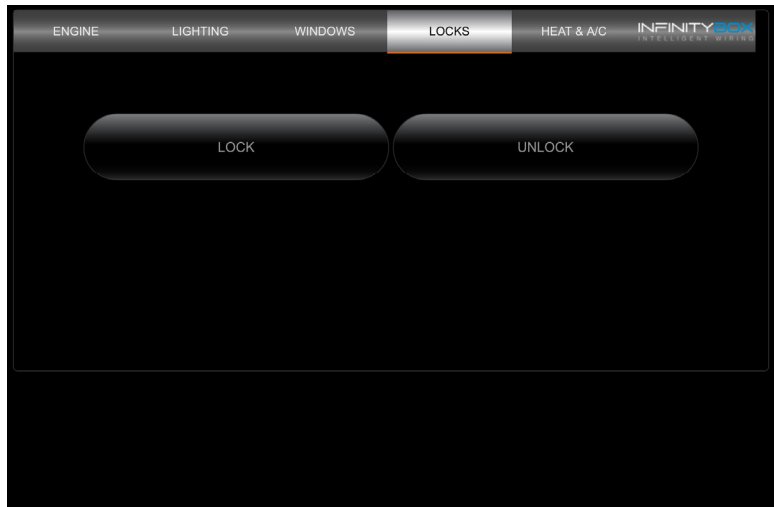 ENGINE
LIGHTING
WINDOWS
LOCKS
HEAT & A/C
INFINITYBOX
INTELLIGENT WIRING
LOCK
UNLOCK